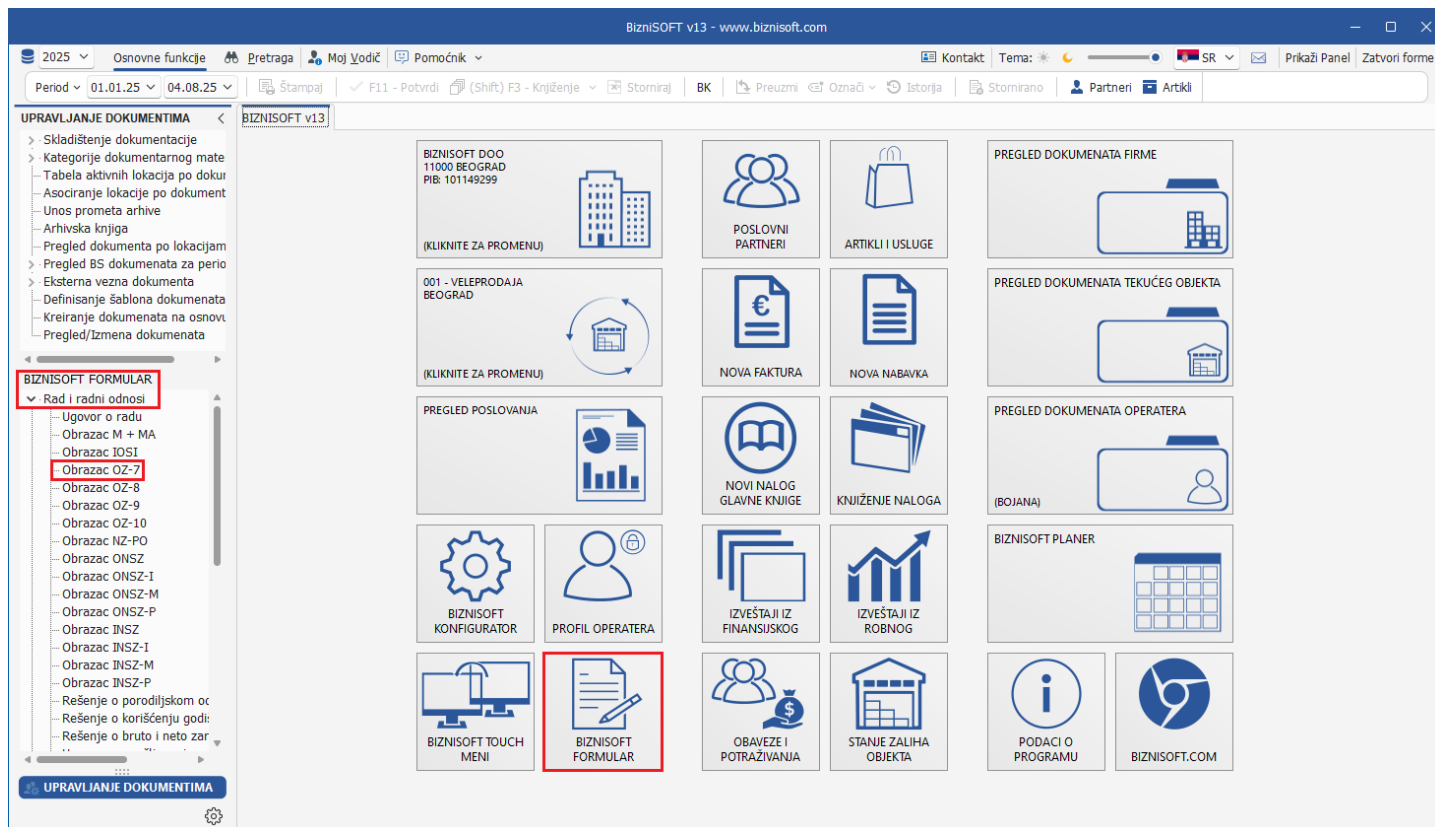 BizniSOFT v13 - www.biznisoft.com
2025
Osnovne funkcije
Pretraga
Moj Vodič
Pomoćnik
Kontakt
Tema:
SR
Prikaži Panel
Zatvori forme
Period
01.01.25
04.08.25
Štampaj
F11 - Potvrdi
(Shift) F3 - Knjiženje
Storniraj
BK
Preuzmi
Označi
Istorija
Stornirano
Partneri
Artikli
UPRAVLJANJE DOKUMENTIMA
BIZNISOFT v13
Skladištenje dokumentacije
Kategorije dokumentarnog mate
Tabela aktivnih lokacija po dokur
Asociranje lokacije po dokument
Unos prometa arhive
Arhivska knjiga
Pregled dokumenta po lokacijam
Pregled BS dokumenata za perio
Eksterna vezna dokumenta
Definisanje šablona dokumenata
Kreiranje dokumenata na osnovu
Pregled/Izmena dokumenata
BIZNISOFT FORMULAR
Rad i radni odnosi
Ugovor o radu
Obrazac M + MA
Obrazac IOSI
Obrazac OZ-7
Obrazac OZ-8
Obrazac OZ-9
Obrazac OZ-10
Obrazac NZ-PO
Obrazac ONSZ
Obrazac ONSZ-I
Obrazac ONSZ-M
Obrazac ONSZ-P
Obrazac INSZ
Obrazac INSZ-I
Obrazac INSZ-M
Obrazac INSZ-P
Rešenje o porodiljskom oc
Rešenje o korišćenju godiš
Rešenje o bruto i neto zar
UPRAVLJANJE DOKUMENTIMA
BIZNISOFT DOO
11000 BEOGRAD
PIB: 101149299
(KLIKNITE ZA PROMENU)
POSLOVNI
PARTNERI
ARTIKLI I USLUGE
PREGLED DOKUMENATA FIRME
001 - VELEPRODAJA
BEOGRAD
(KLIKNITE ZA PROMENU)
€
NOVA FAKTURA
NOVA NABAVKA
PREGLED DOKUMENATA TEKUĆEG OBJEKTA
PREGLED POSLOVANJA
NOVI NALOG
GLAVNE KNJIGE
KNJIŽENJE NALOGA
PREGLED DOKUMENATA OPERATERA
(BOJANA)
BIZNISOFT
KONFIGURATOR
PROFIL OPERATERA
IZVEŠTAJI IZ
FINANSIJSKOG
IZVEŠTAJI IZ
ROBNOG
BIZNISOFT PLANER
BIZNISOFT TOUCH
MENI
BIZNISOFT
FORMULAR
$
OBAVEZE I
POTRAŽIVANJA
STANJE ZALIHA
OBJEKTA
PODACI O
PROGRAMU
BIZNISOFT.COM